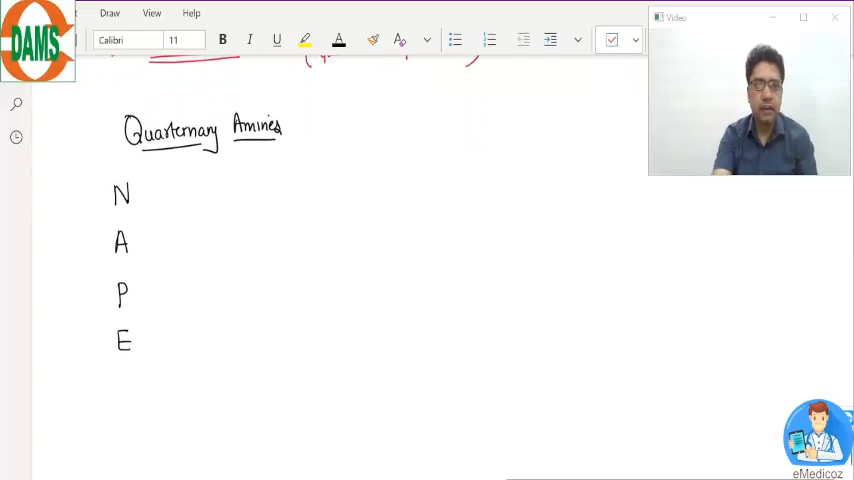 DAMS
Draw View Help
Video
Calibri 11 B I U A A
Quarternary Amines
N
A
P
E
eMedicoz